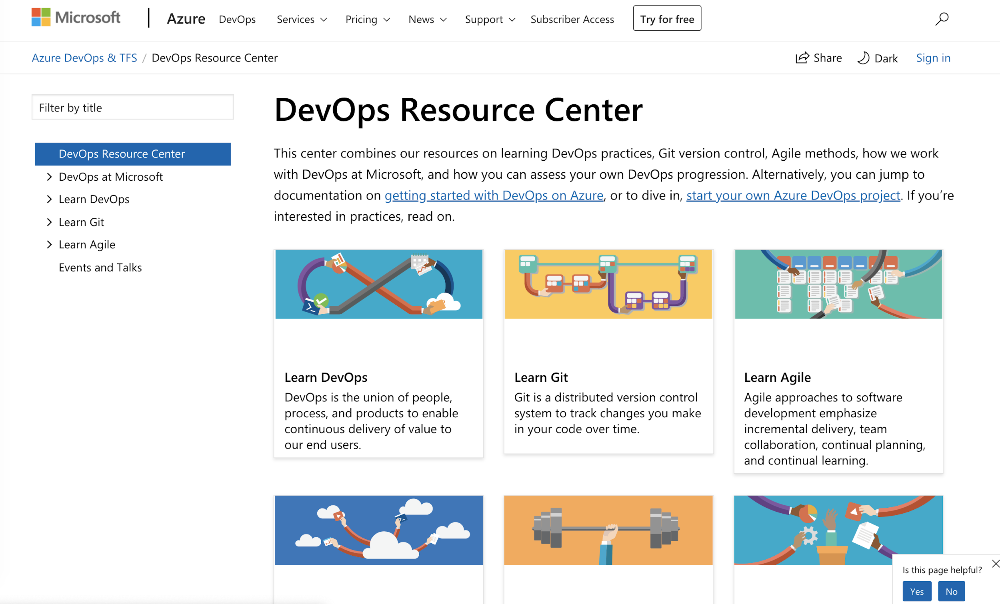 Microsoft
Azure DevOps Services Pricing News Support Subscriber Access Try for free
Azure DevOps & TFS / DevOps Resource Center
Share Dark Sign in
Filter by title
DevOps Resource Center
DevOps at Microsoft
Learn DevOps
Learn Git
Learn Agile
Events and Talks
DevOps Resource Center
This center combines our resources on learning DevOps practices, Git version control, Agile methods, how we work
with DevOps at Microsoft, and how you can assess your own DevOps progression. Alternatively, you can jump to
documentation on getting started with DevOps on Azure, or to dive in, start your own Azure DevOps project. If you’re
interested in practices, read on.
Learn DevOps
DevOps is the union of people,
process, and products to enable
continuous delivery of value to
our end users.
Learn Git
Git is a distributed version control
system to track changes you make
in your code over time.
Learn Agile
Agile approaches to software
development emphasize
incremental delivery, team
collaboration, continual planning,
and continual learning.
Is this page helpful?
Yes No